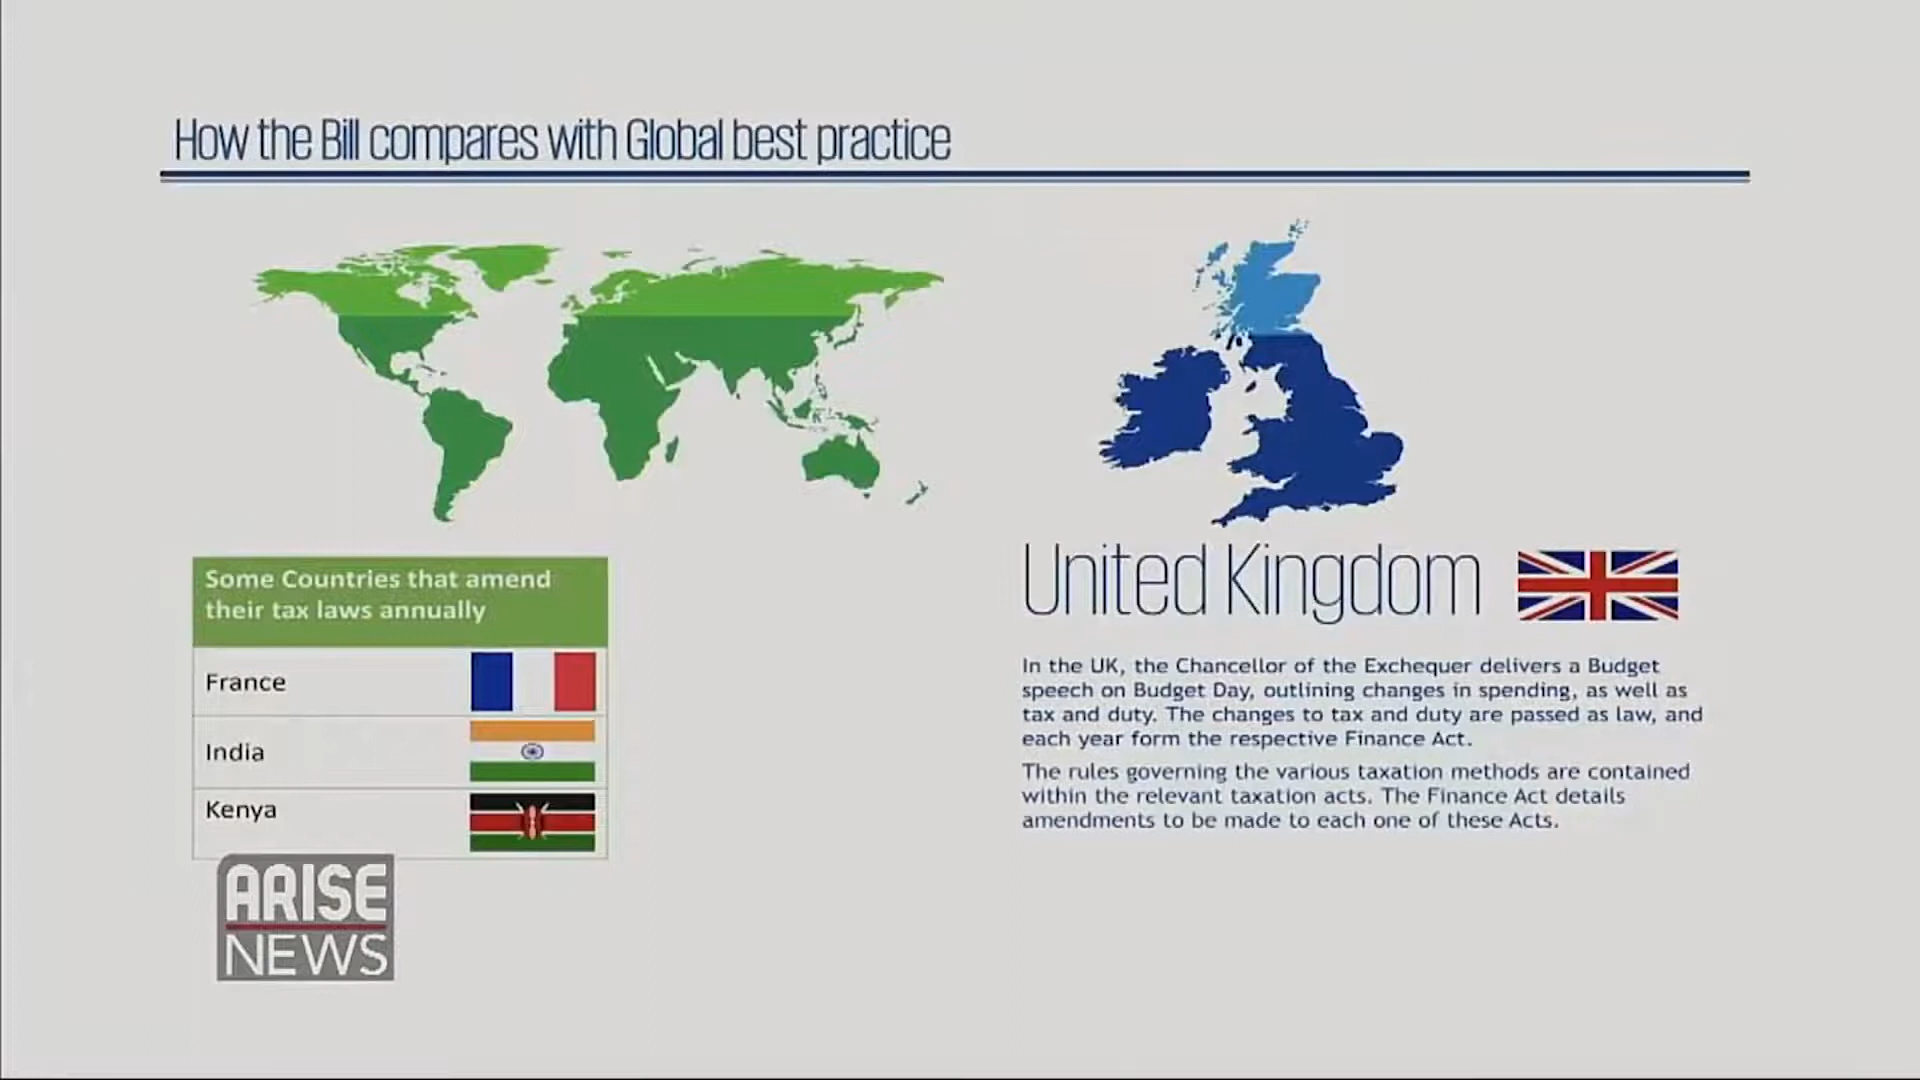 How the Bill compares with Global best practice
Some Countries that amend
their tax laws annually
France
India
Kenya
United Kingdom
In the UK, the Chancellor of the Exchequer delivers a Budget
speech on Budget Day, outlining changes in spending, as well as
tax and duty. The changes to tax and duty are passed as law, and
each year form the respective Finance Act.
The rules governing the various taxation methods are contained
within the relevant taxation acts. The Finance Act details
amendments to be made to each one of these Acts.
ARISE
NEWS